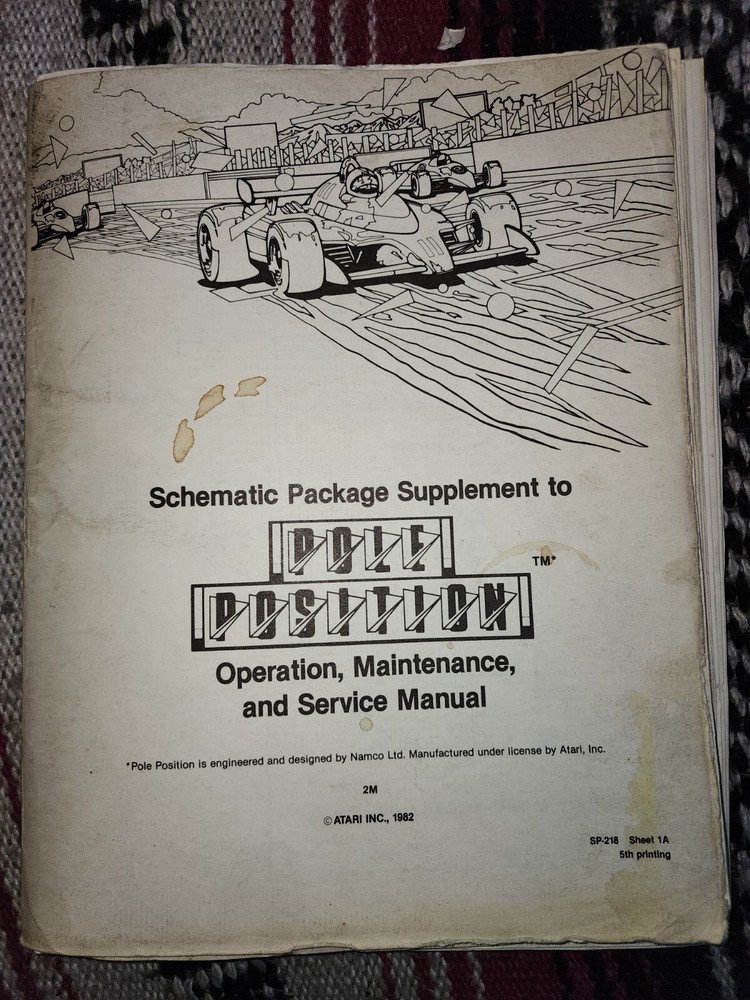 Schematic Package Supplement to
POLE
POSITION TM*
Operation, Maintenance,
and Service Manual
*Pole Position is engineered and designed by Namco Ltd. Manufactured under license by Atari, Inc.
2M
© ATARI INC., 1982
SP-218 Sheet 1A
5th printing